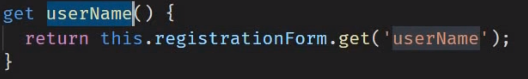 get userName() {
return this.registrationForm.get('userName');
}